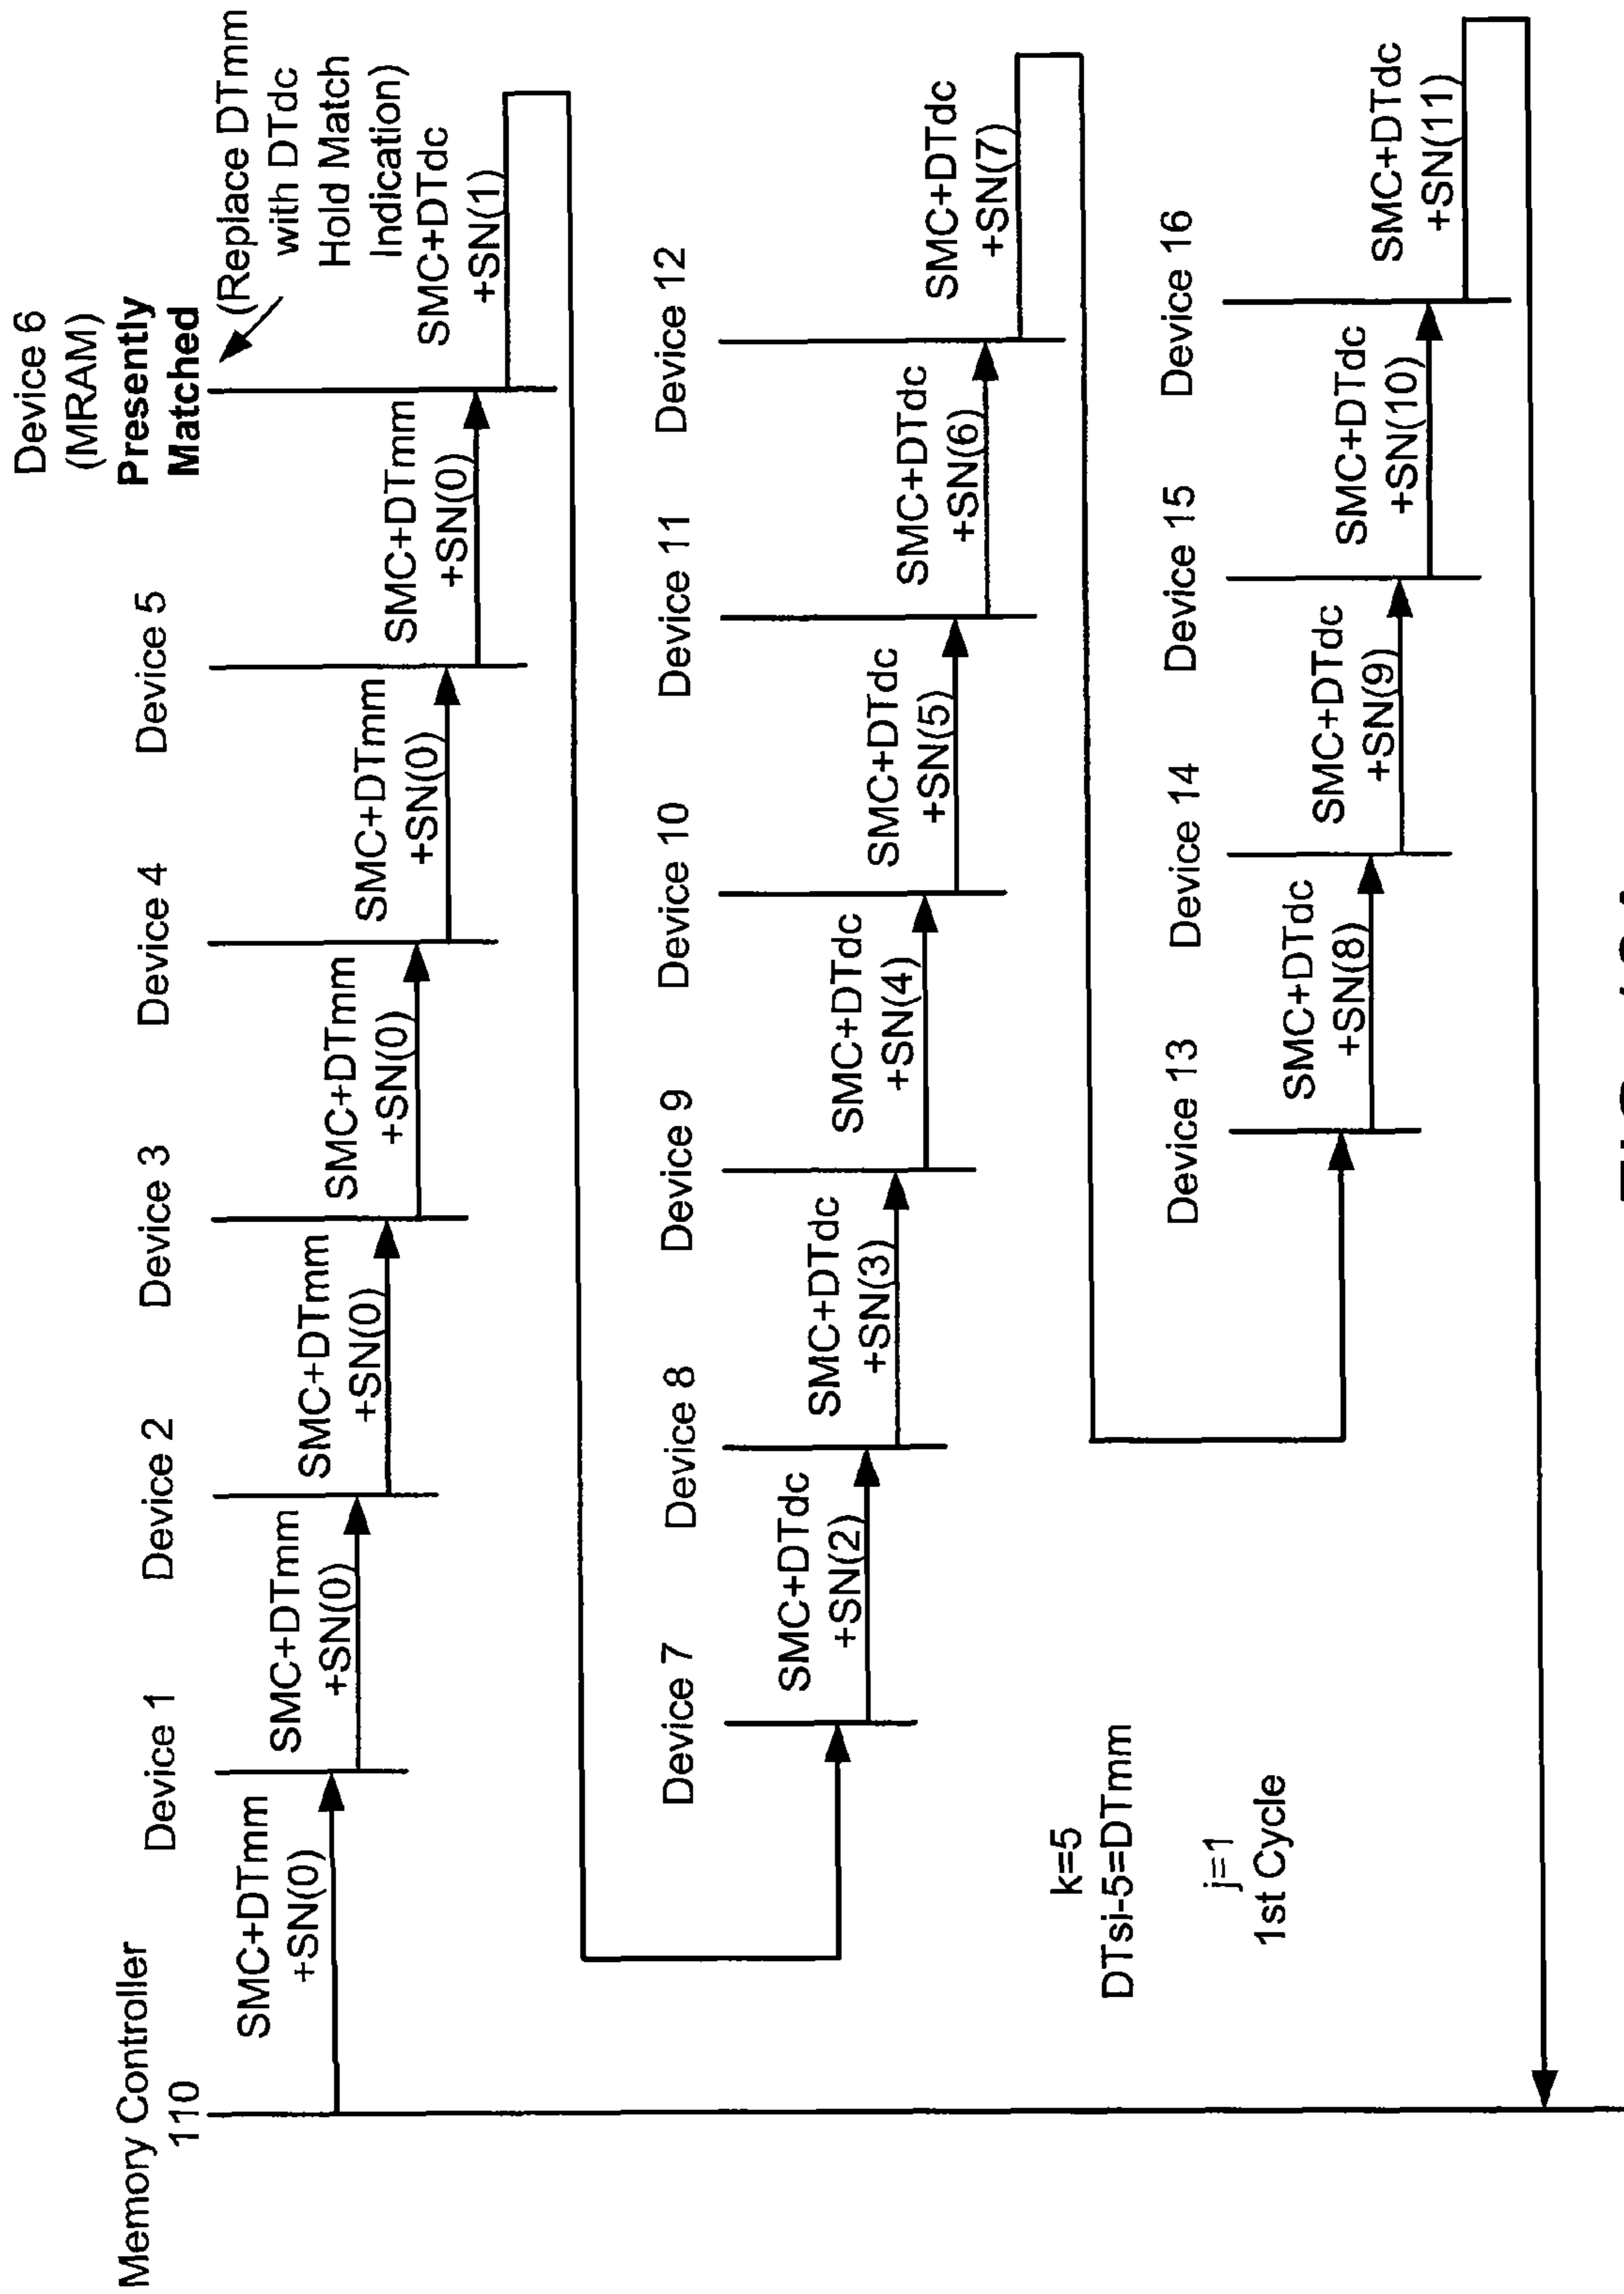 Memory Controller
110
Device 1
Device 2
Device 3
Device 4
Device 5
Device 6
(MRAM)
Presently
Matched
(Replace DTmm
with DTdc
Hold Match
Indication)
SMC+DTmm
+SN(0)
SMC+DTmm
+SN(0)
SMC+DTmm
+SN(0)
SMC+DTmm
+SN(0)
SMC+DTmm
+SN(0)
SMC+DTmm
+SN(0)
SMC+DTdc
+SN(1)
Device 7
Device 8
Device 9
Device 10
Device 11
Device 12
SMC+DTdc
+SN(2)
SMC+DTdc
+SN(3)
SMC+DTdc
+SN(4)
SMC+DTdc
+SN(5)
SMC+DTdc
+SN(6)
SMC+DTdc
+SN(7)
Device 13
Device 14
Device 15
Device 16
SMC+DTdc
+SN(8)
SMC+DTdc
+SN(9)
SMC+DTdc
+SN(10)
SMC+DTdc
+SN(11)
k=5
DTsi-5=DTmm
j=1
1st Cycle